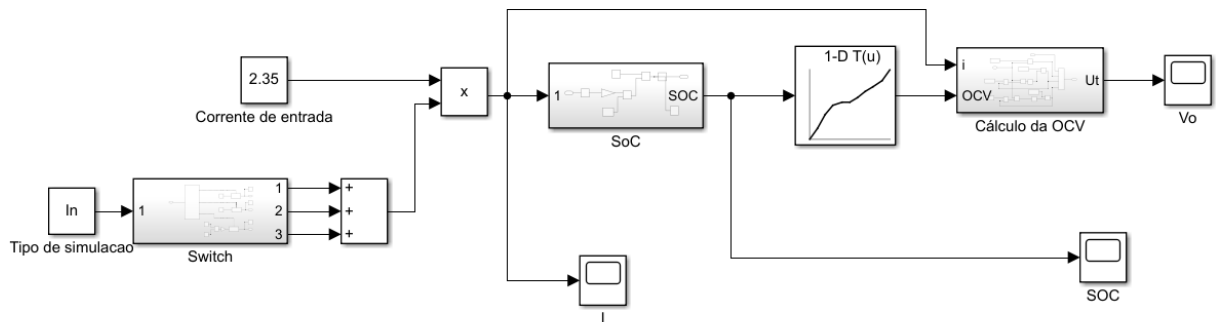 1-D T(u)
2.35
Corrente de entrada
x
i
OCV
Ut
Cálculo da OCV
Vo
1
SOC
SoC
In
Tipo de simulacao
1
1
2
3
Switch
+
+
+
I
SOC